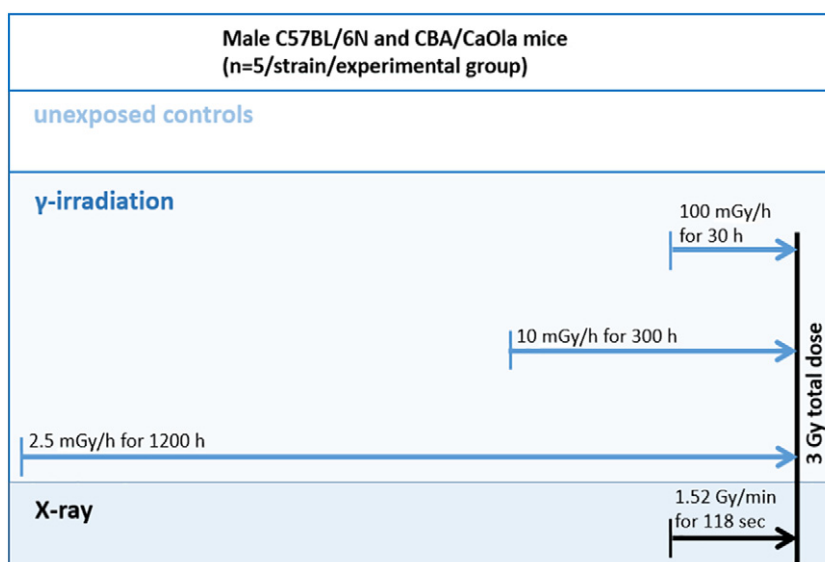 Male C57BL/6N and CBA/CaOla mice
(n=5/strain/experimental group)
unexposed controls
γ-irradiation
100 mGy/h
for 30 h
10 mGy/h for 300 h
2.5 mGy/h for 1200 h
3 Gy total dose
X-ray
1.52 Gy/min
for 118 sec